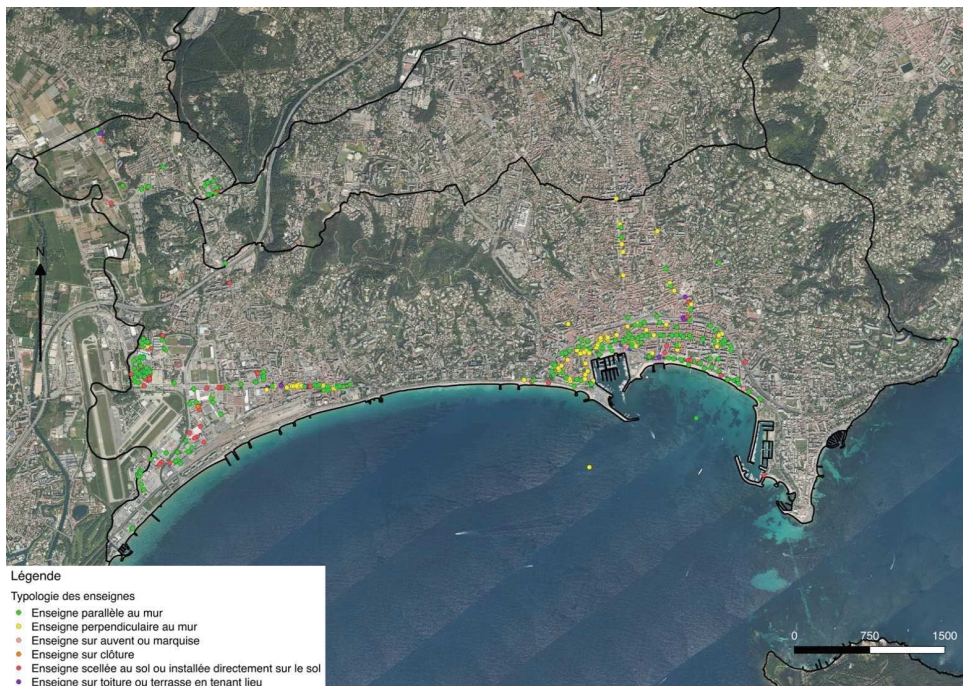 N
Légende
Typologie des enseignes
Enseigne parallèle au mur
Enseigne perpendiculaire au mur
Enseigne sur auvent ou marquise
Enseigne sur clôture
Enseigne scellée au sol ou installée directement sur le sol
Enseigne sur toiture ou terrasse en tenant lieu
0 750 1500